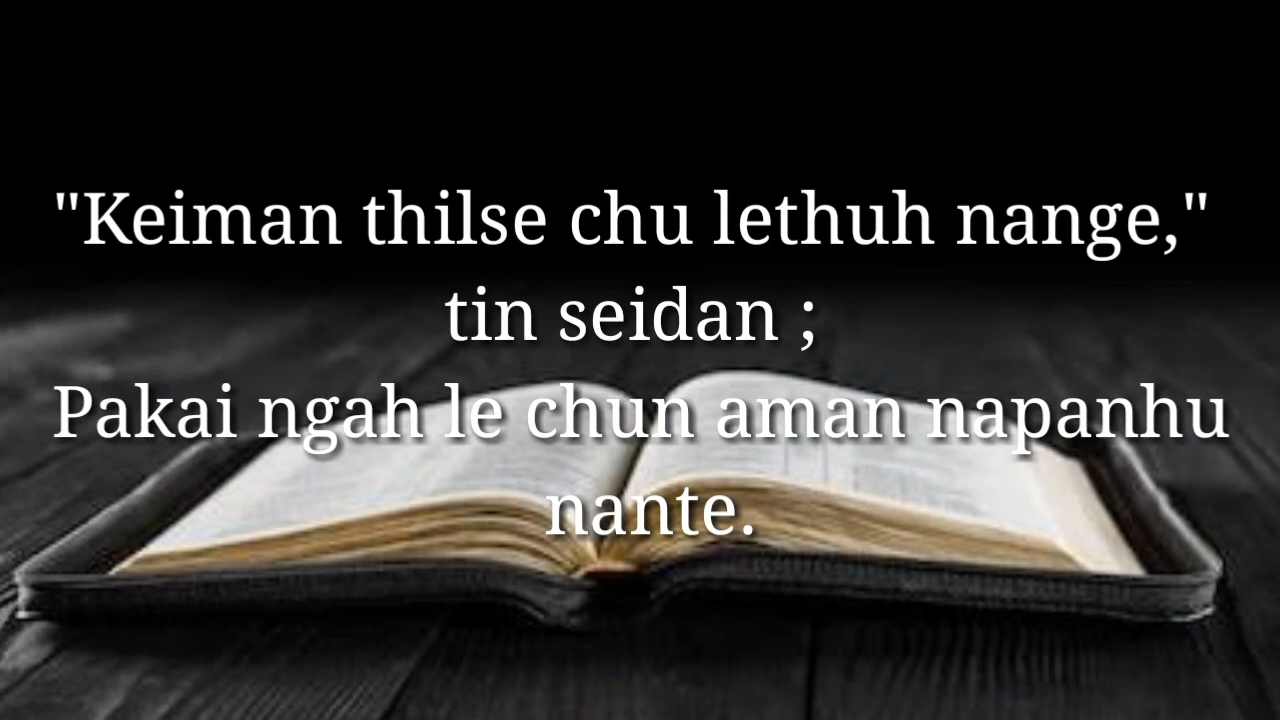 "Keiman thilse chu lethuh nange,"
tin seidan ;
Pakai ngah le chun aman napanhu
nante.